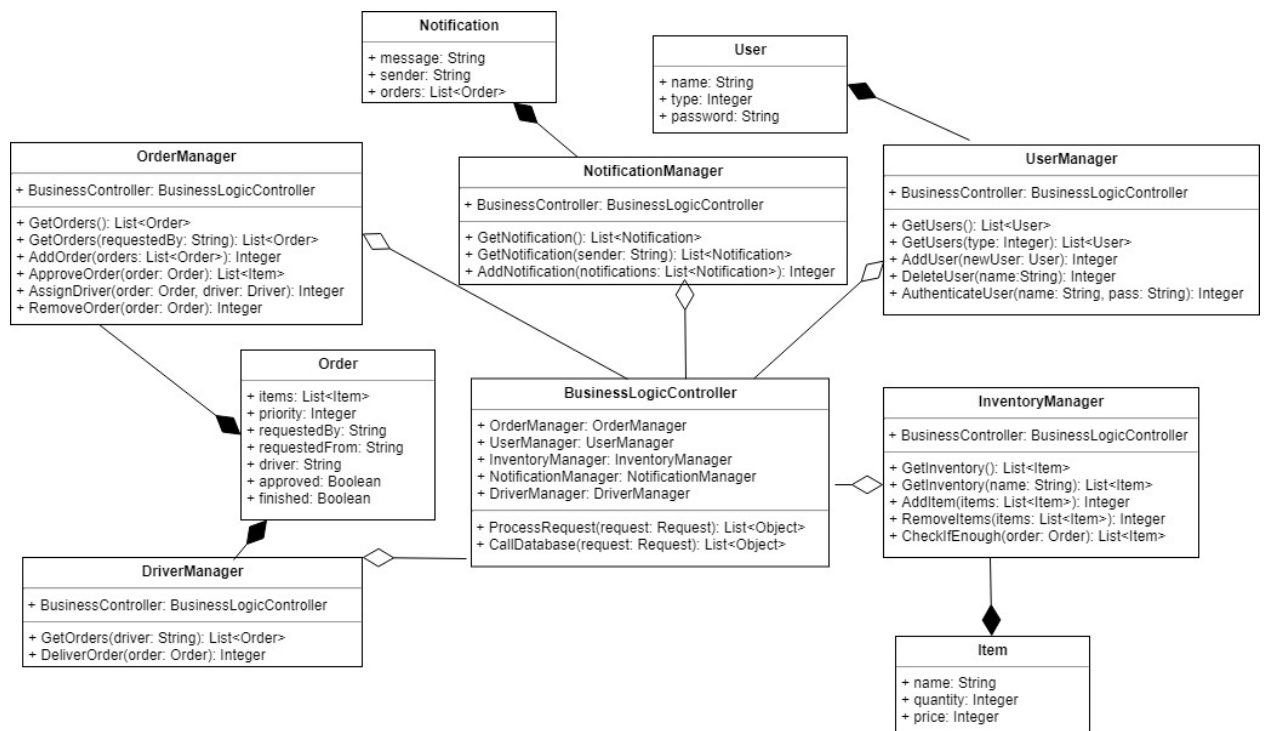 Notification
+ message: String
+ sender: String
+ orders: List<Order>
User
+ name: String
+ type: Integer
+ password: String
OrderManager
+ BusinessController: BusinessLogicController
+ GetOrders(): List<Order>
+ GetOrders(requestedBy: String): List<Order>
+ AddOrder(orders: List<Order>): Integer
+ ApproveOrder(order: Order): List<Item>
+ AssignDriver(order: Order, driver: Driver): Integer
+ RemoveOrder(order: Order): Integer
NotificationManager
+ BusinessController: BusinessLogicController
+ GetNotification(): List<Notification>
+ GetNotification(sender: String): List<Notification>
+ AddNotification(notifications: List<Notification>): Integer
UserManager
+ BusinessController: BusinessLogicController
+ GetUsers(): List<User>
+ GetUsers(type: Integer): List<User>
+ AddUser(newUser: User): Integer
+ DeleteUser(name:String): Integer
+ AuthenticateUser(name: String, pass: String): Integer
Order
+ items: List<Item>
+ priority: Integer
+ requestedBy: String
+ requestedFrom: String
+ driver: String
+ approved: Boolean
+ finished: Boolean
BusinessLogicController
+ OrderManager: OrderManager
+ UserManager: UserManager
+ InventoryManager: InventoryManager
+ NotificationManager: NotificationManager
+ DriverManager: DriverManager
+ ProcessRequest(request: Request): List<Object>
+ CallDatabase(request: Request): List<Object>
InventoryManager
+ BusinessController: BusinessLogicController
+ GetInventory(): List<Item>
+ GetInventory(name: String): List<Item>
+ AddItem(items: List<Item>): Integer
+ RemoveItems(items: List<Item>): Integer
+ CheckIfEnough(order: Order): List<Item>
DriverManager
+ BusinessController: BusinessLogicController
+ GetOrders(driver: String): List<Order>
+ DeliverOrder(order: Order): Integer
Item
+ name: String
+ quantity: Integer
+ price: Integer